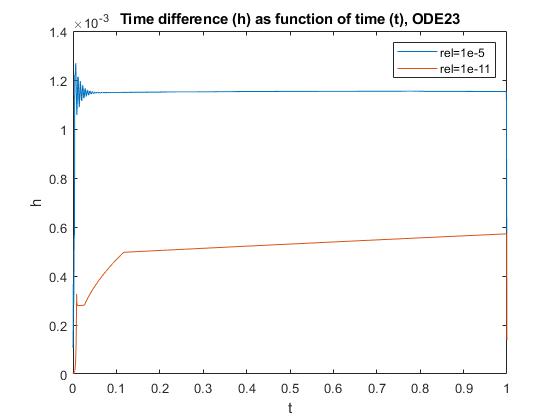 Time difference (h) as function of time (t), ODE23
×10^-3
1.4
1.2
1
0.8
0.6
0.4
0.2
0
h
rel=1e-5
rel=1e-11
0 0.1 0.2 0.3 0.4 0.5 0.6 0.7 0.8 0.9 1
t